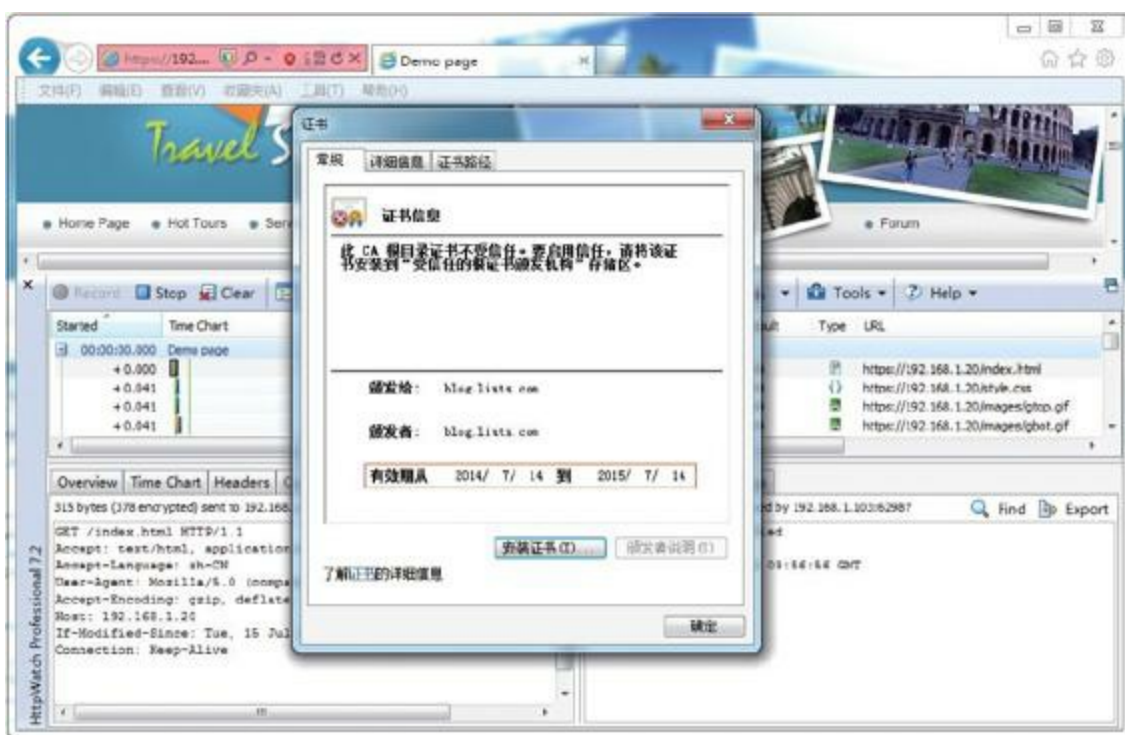 192...
Demo page
文件(F) 编辑(E) 查看(V) 收藏夹(A) 工具(T) 帮助(H)
Travel S
Home Page Hot Tours Serv
Forum
证书
常规 详细信息 证书路径
证书信息
此 CA 根目录证书不受信任。要启用信任，请将该证
书安装到“受信任的根证书颁发机构”存储区。
颁发给: blog.lists.com
颁发者: blog.lists.com
有效期从 2014/ 7/ 14 到 2015/ 7/ 14
安装证书(I)... 颁发者说明(S)
了解证书的详细信息
确定
Record Stop Clear
Tools Help
Started Time Chart
Type URL
00:00:00.000 Demo page
+ 0.000 https://192.168.1.20/index.html
+ 0.041 https://192.168.1.20/style.css
+ 0.041 https://192.168.1.20/images/gtop.gif
+ 0.041 https://192.168.1.20/images/gbot.gif
Overview Time Chart Headers
315 bytes (378 encrypted) sent to 192.168.
ed by 192.168.1.103:62987
Find Export
GET /index.html HTTP/1.1
Accept: text/html, application
Accept-Language: zh-CN
User-Agent: Mozilla/5.0 (compa
Accept-Encoding: gzip, deflate
Host: 192.168.1.20
If-Modified-Since: Tue, 15 Jul
Connection: Keep-Alive
GMT
HttpWatch Professional 7.2